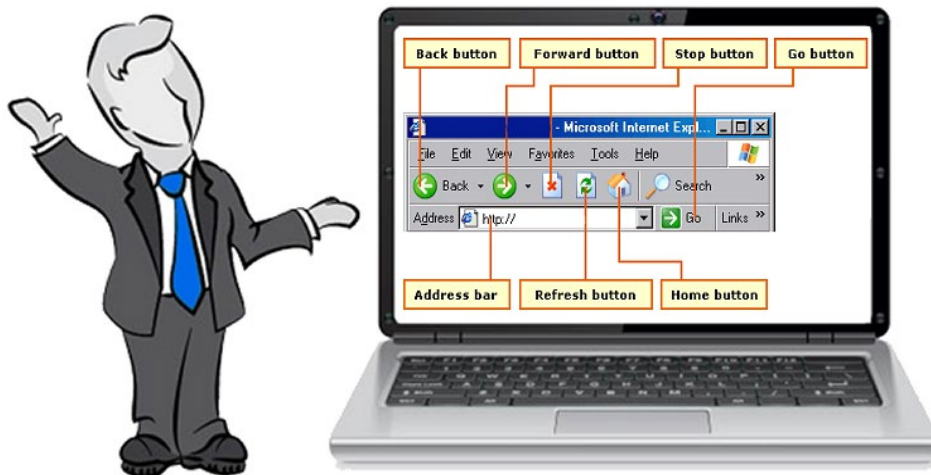 Back button
Forward button
Stop button
Go button
- Microsoft Internet Expl...
File Edit View Favorites Tools Help
Back Search »
Address http:// Go Links »
Address bar
Refresh button
Home button